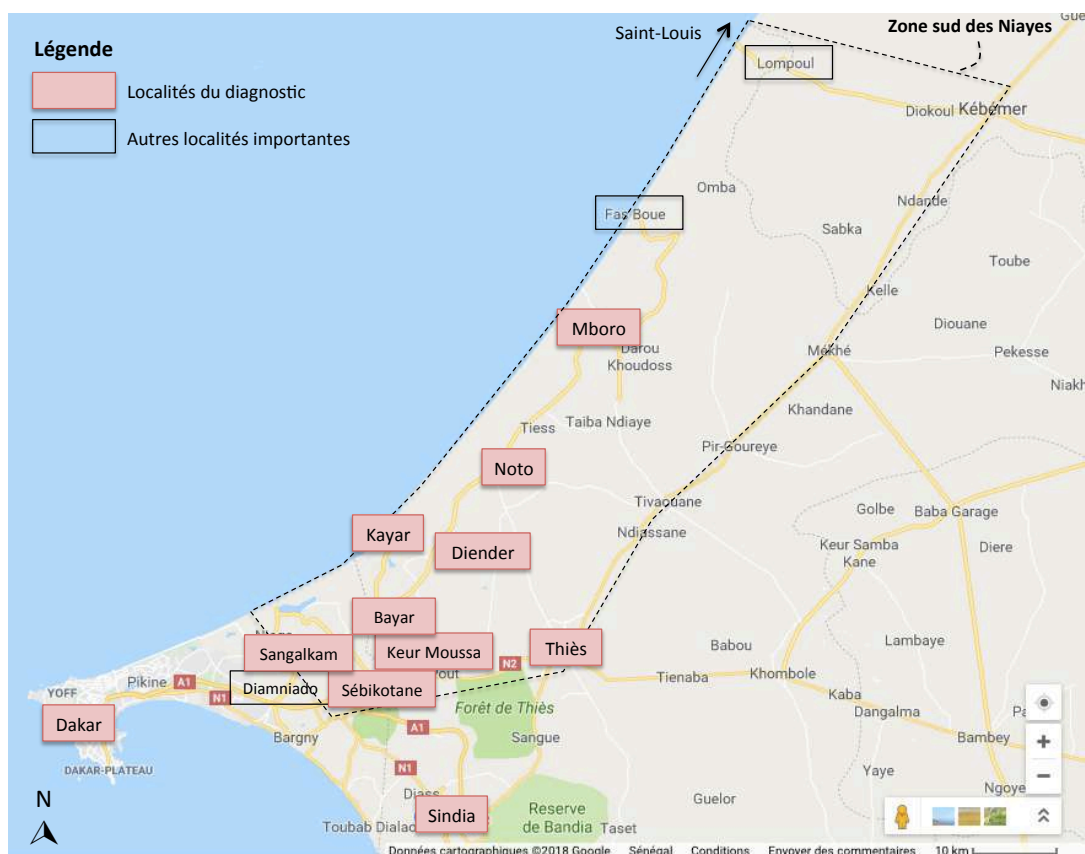 Légende
Localités du diagnostic
Autres localités importantes
Saint-Louis
Zone sud des Niayes
Lompoul
Diokoul
Kébémer
Omba
Ndande
Fas Boue
Sabka
Toube
Kelle
Mboro
Diouane
Darou
Khoudoss
Mékhé
Pekesse
Khandane
Tiess
Taiba Ndiaye
Pir-Goureye
Noto
Tivaouane
Golbe
Baba Garage
Kayar
Ndiassane
Diender
Keur Samba
Kane
Diere
Bayar
Sangalkam
Keur Moussa
Thiès
Babou
Lambaye
N2
Khombole
Tienaba
YOFF
Pikine
A1
N1
Diamniado
Sébikotane
Kaba
Dangalma
Forêt de Thiès
Dakar
Bargny
A1
Sangue
Bambey
DAKAR-PLATEAU
N1
Yaye
Ngoye
Guelor
Sindia
Reserve
de Bandia
Toubab Dialaw
Taset
N
Données cartographiques ©2018 Google Sénégal Conditions Envoyer des commentaires 10 km